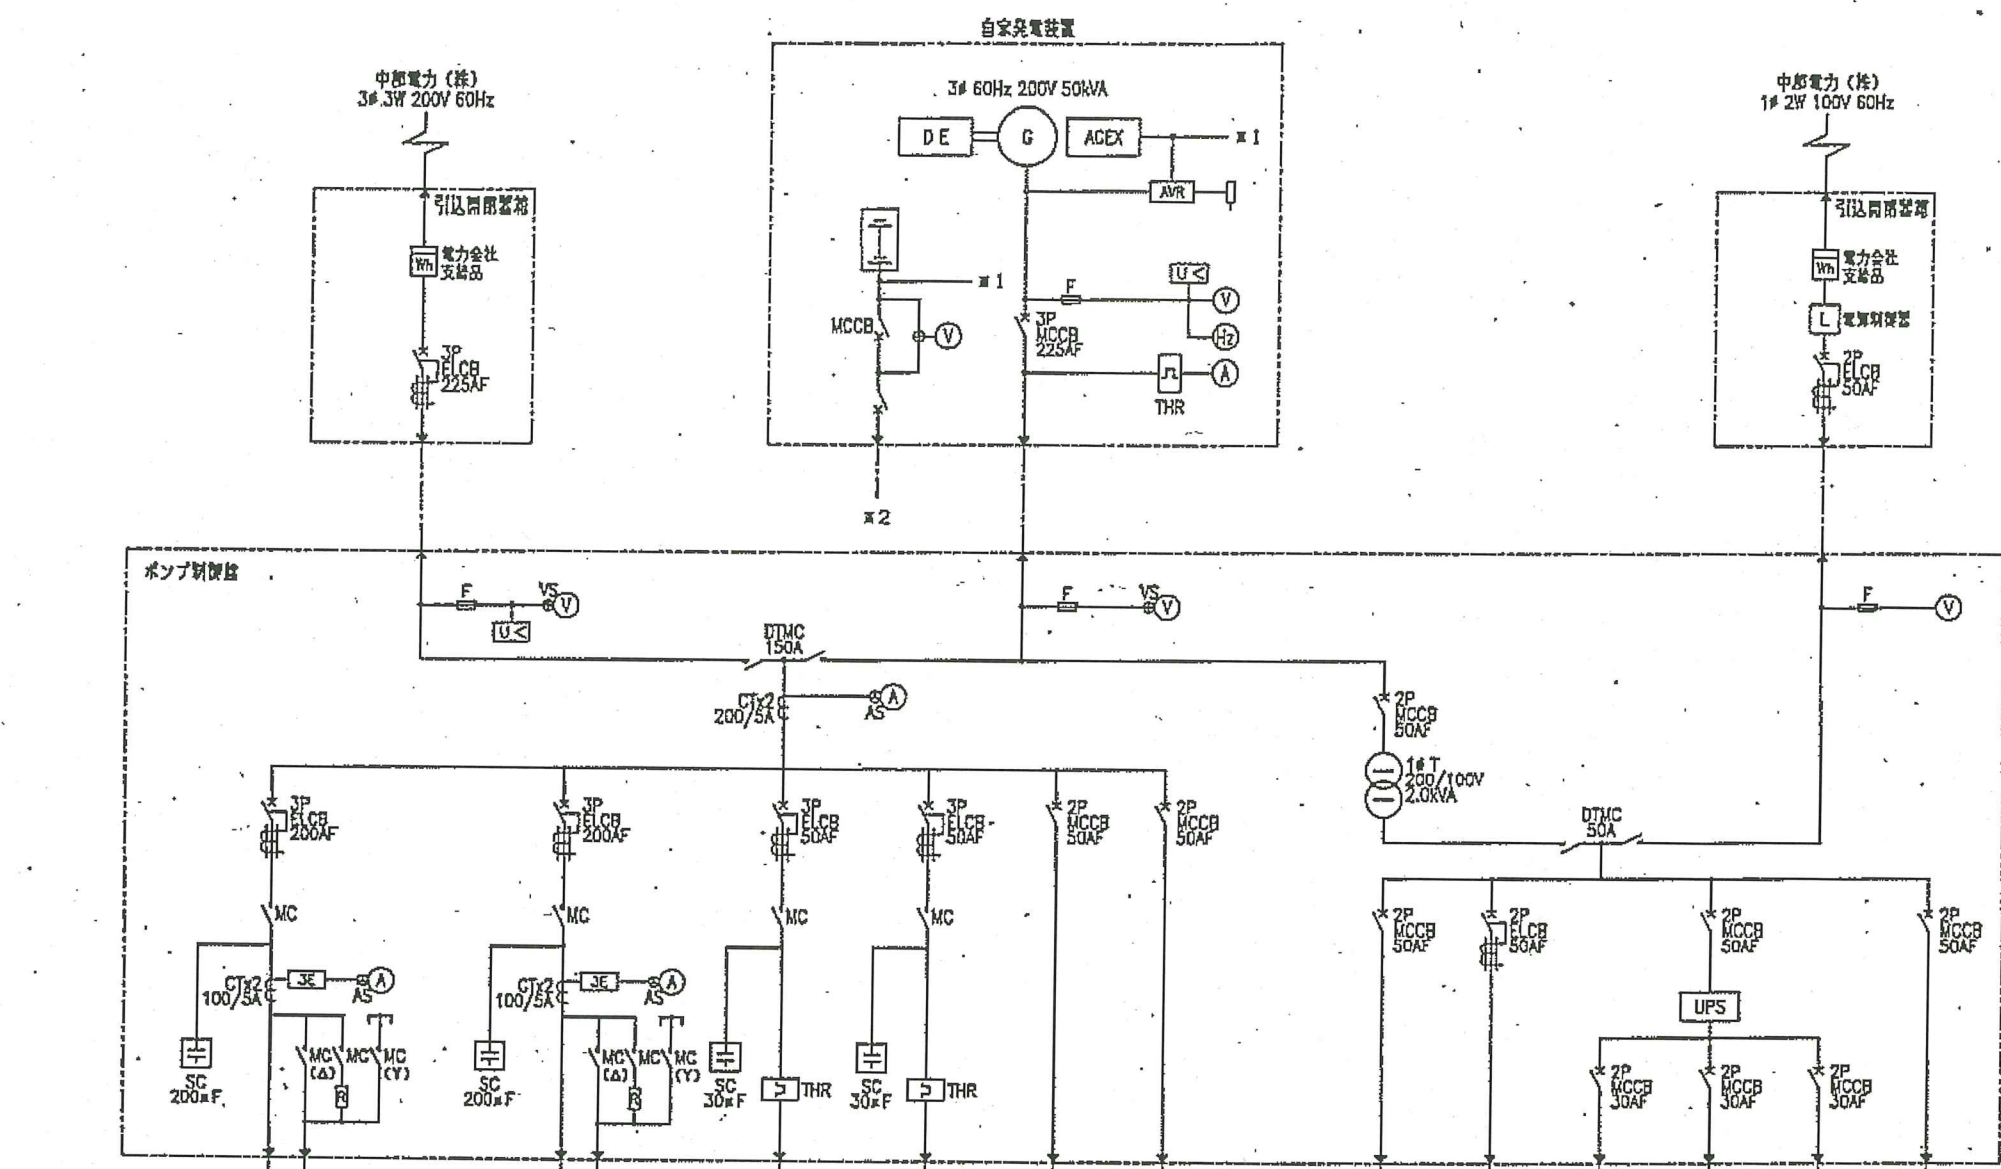 自家発電装置
中部電力(株)
3φ 3W 200V 60Hz
3φ 60Hz 200V 50kVA
中部電力(株)
1φ 2W 100V 60Hz
DE
G
ACEX
※1
AVR
引込開閉器箱
Wh
電力会社
支給品
3P
ELCB
225AF
※1
MCCB
V
F
U<
V
Hz
3P
MCCB
225AF
A
THR
※2
引込開閉器箱
Wh
電力会社
支給品
L
電流制限器
2P
ELCB
50AF
ポンプ制御盤
F
VS
V
U<
F
VS
V
F
V
DTMC
150A
CT×2
200/5A
AS
A
2P
MCCB
50AF
1φT
200/100V
2.0kVA
DTMC
50A
3P
ELCB
200AF
3P
ELCB
200AF
3P
ELCB
50AF
3P
ELCB
50AF
2P
MCCB
50AF
2P
MCCB
50AF
MC
MC
MC
MC
2P
MCCB
50AF
2P
ELCB
50AF
2P
MCCB
50AF
2P
MCCB
50AF
CT×2
100/5A
3E
AS
A
CT×2
100/5A
3E
AS
A
UPS
SC
200μF
MC
(Δ)
MC
MC
(Y)
R
SC
200μF
MC
(Δ)
MC
MC
(Y)
R
SC
30μF
THR
SC
30μF
THR
2P
MCCB
30AF
2P
MCCB
30AF
2P
MCCB
30AF